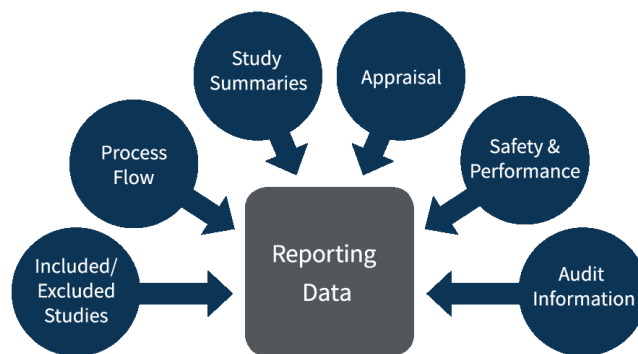 Study
Summaries
Appraisal
Process
Flow
Safety &
Performance
Included/
Excluded
Studies
Reporting
Data
Audit
Information